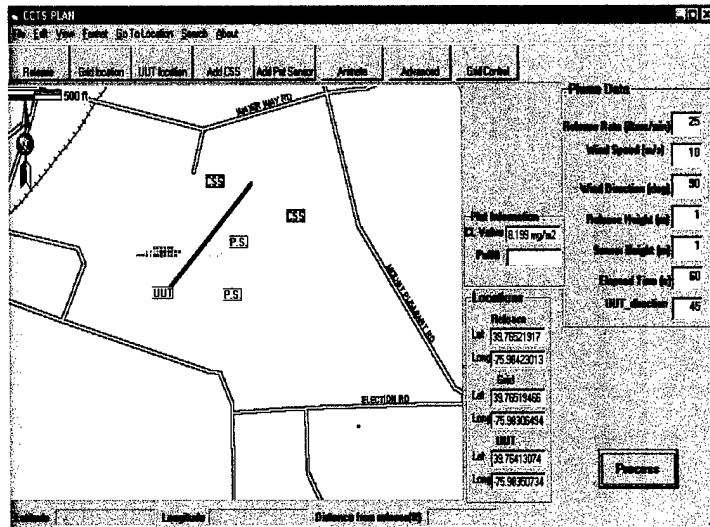 CCTS PLAN
File Edit View Format Go To Location Search About
Release Grid location UUT location Add CSS Add Pnt Sensor Animate Advanced Grid Control
500 ft
WATER WAY RD
CSS
CSS
P.S.
UUT
P.S.
MOUNT PLEASANT RD
ELECTION RD
Plume Data
Release Rate 25
Wind Speed (m/s) 10
Wind Direction (deg) 90
Release Height (m) 1
Sensor Height (m) 1
Elapsed Time (s) 60
UUT_direction 45
Plot Information
CL Value 8.199 mg/m2
Locations
Release
Lat 39.76521917
Long -75.98423013
Grid
Lat 39.76519466
Long -75.98306494
UUT
Lat 39.76413074
Long -75.98350734
Process
Longitude
Distance from release(ft)